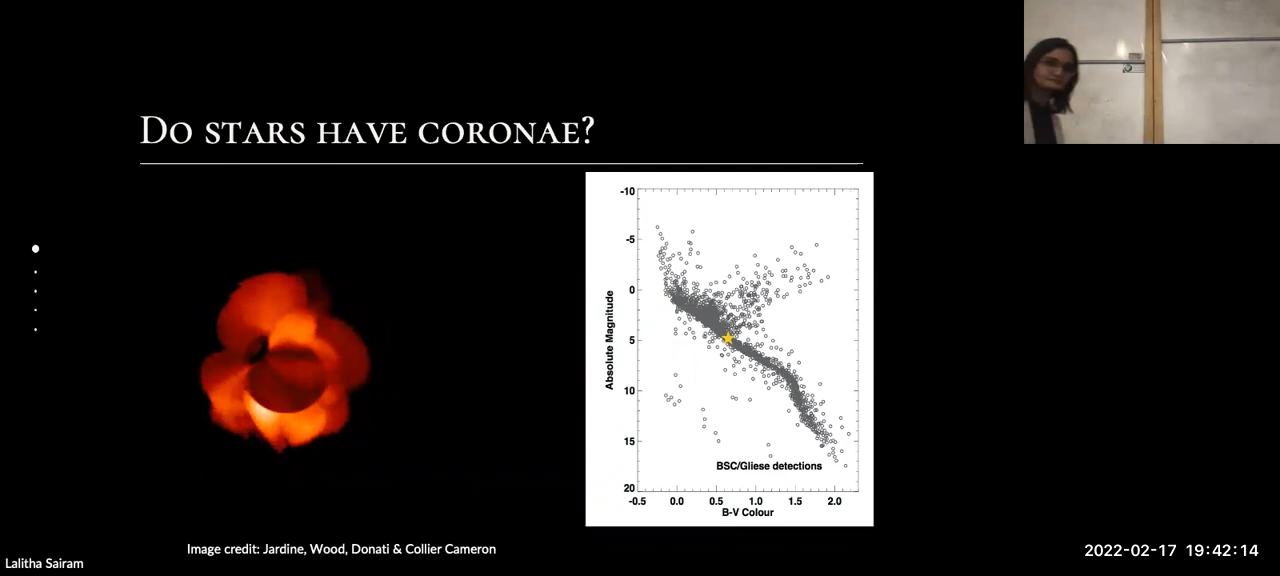 Do stars have coronae?
-10
-5
0
5
10
15
20
Absolute Magnitude
BSC/Gliese detections
-0.5 0.0 0.5 1.0 1.5 2.0
B-V Colour
Image credit: Jardine, Wood, Donati & Collier Cameron
Lalitha Sairam
2022-02-17 19:42:14